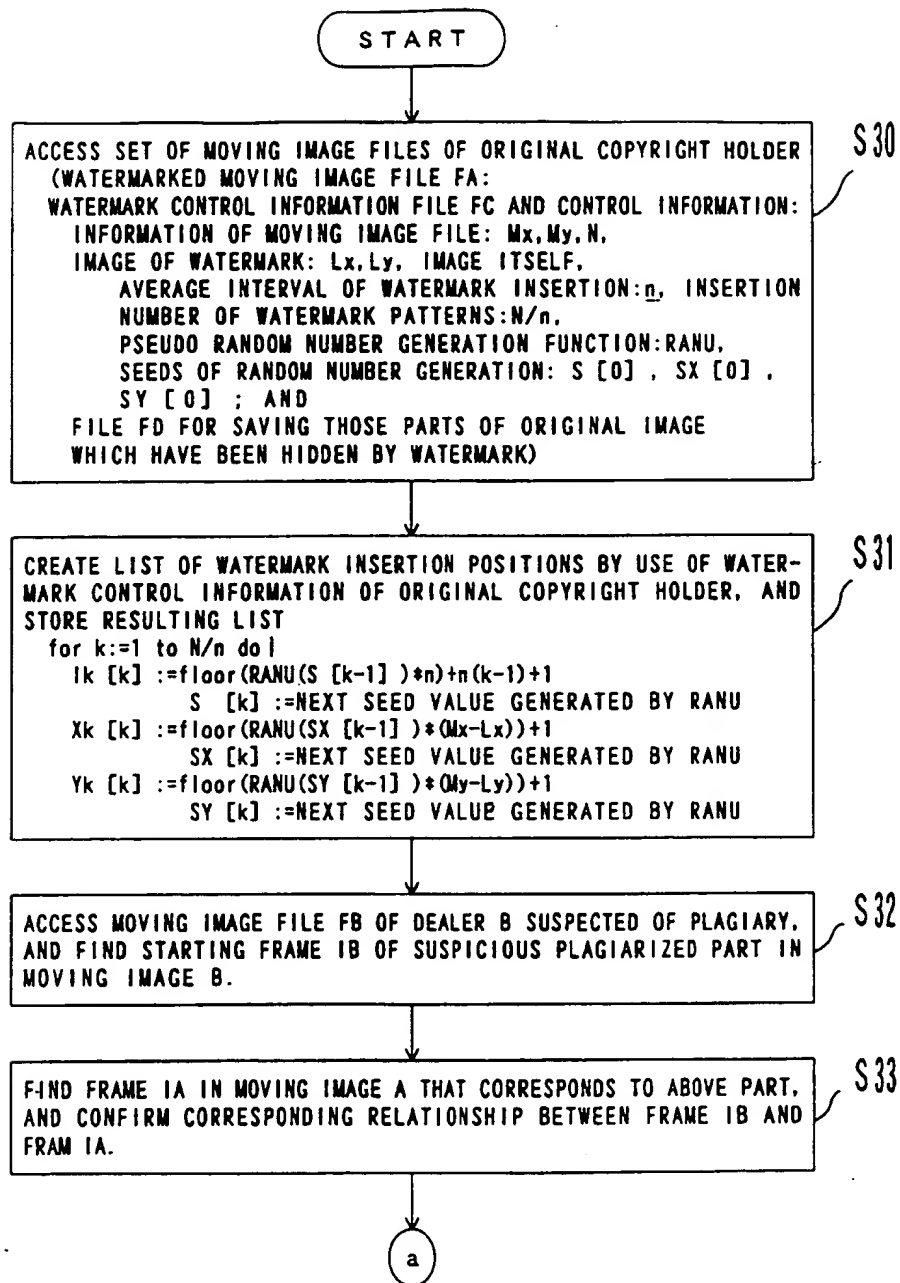 START
S30
ACCESS SET OF MOVING IMAGE FILES OF ORIGINAL COPYRIGHT HOLDER
(WATERMARKED MOVING IMAGE FILE FA:
WATERMARK CONTROL INFORMATION FILE FC AND CONTROL INFORMATION:
INFORMATION OF MOVING IMAGE FILE: Mx,My,N,
IMAGE OF WATERMARK: Lx,Ly, IMAGE ITSELF,
AVERAGE INTERVAL OF WATERMARK INSERTION:n, INSERTION
NUMBER OF WATERMARK PATTERNS:N/n,
PSEUDO RANDOM NUMBER GENERATION FUNCTION:RANU,
SEEDS OF RANDOM NUMBER GENERATION: S [0] , SX [0] ,
SY [0] ; AND
FILE FD FOR SAVING THOSE PARTS OF ORIGINAL IMAGE
WHICH HAVE BEEN HIDDEN BY WATERMARK)
S31
CREATE LIST OF WATERMARK INSERTION POSITIONS BY USE OF WATER-
MARK CONTROL INFORMATION OF ORIGINAL COPYRIGHT HOLDER, AND
STORE RESULTING LIST
for k:=1 to N/n do{
Ik [k] :=floor(RANU(S [k-1] )*n)+n(k-1)+1
S [k] :=NEXT SEED VALUE GENERATED BY RANU
Xk [k] :=floor(RANU(SX [k-1] )*(Mx-Lx))+1
SX [k] :=NEXT SEED VALUE GENERATED BY RANU
Yk [k] :=floor(RANU(SY [k-1] )*(My-Ly))+1
SY [k] :=NEXT SEED VALUE GENERATED BY RANU
S32
ACCESS MOVING IMAGE FILE FB OF DEALER B SUSPECTED OF PLAGIARY,
AND FIND STARTING FRAME IB OF SUSPICIOUS PLAGIARIZED PART IN
MOVING IMAGE B.
S33
FIND FRAME IA IN MOVING IMAGE A THAT CORRESPONDS TO ABOVE PART,
AND CONFIRM CORRESPONDING RELATIONSHIP BETWEEN FRAME IB AND
FRAM IA.
a